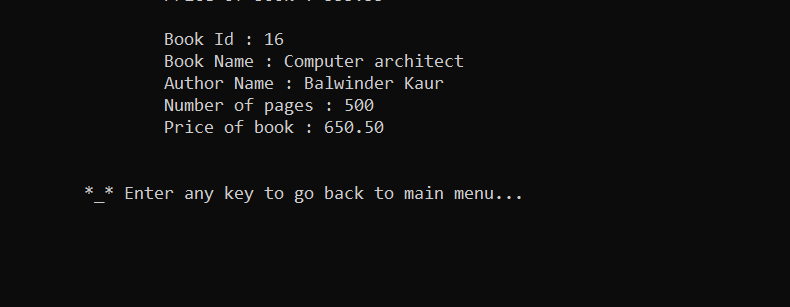 Book Id : 16
Book Name : Computer architect
Author Name : Balwinder Kaur
Number of pages : 500
Price of book : 650.50
*_* Enter any key to go back to main menu...